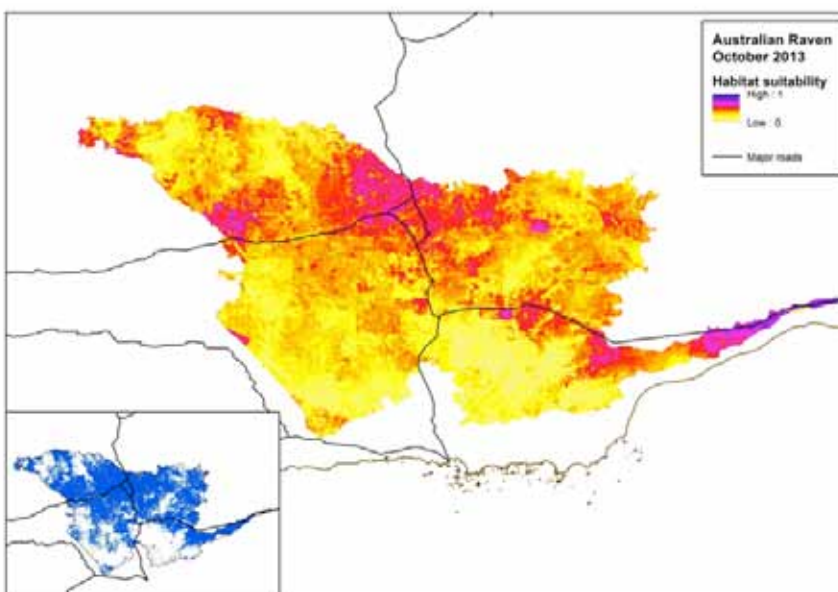 Australian Raven
October 2013
Habitat suitability
High : 1
Low : 0
Major roads